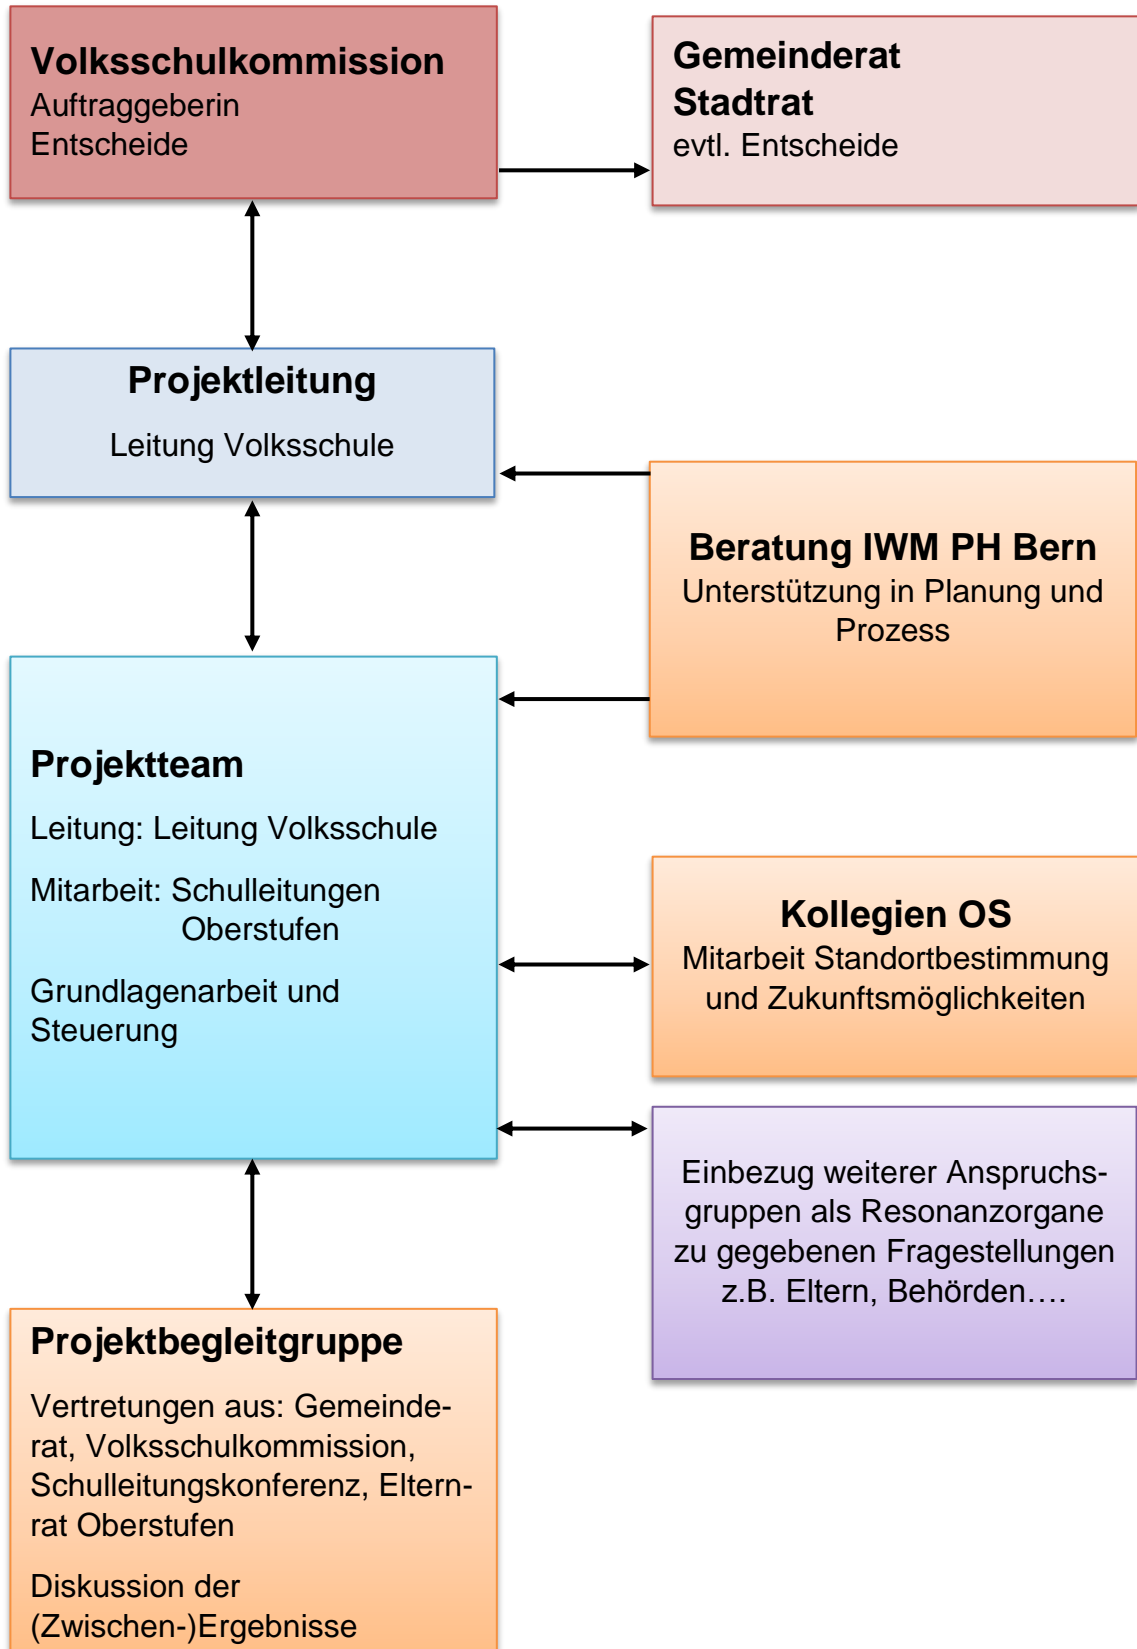 Volksschulkommission
Auftraggeberin
Entscheide
Gemeinderat
Stadtrat
evtl. Entscheide
Projektleitung
Leitung Volksschule
Beratung IWM PH Bern
Unterstützung in Planung und
Prozess
Projektteam
Leitung: Leitung Volksschule
Mitarbeit: Schulleitungen
Oberstufen
Grundlagenarbeit und
Steuerung
Kollegien OS
Mitarbeit Standortbestimmung
und Zukunftsmöglichkeiten
Einbezug weiterer Anspruchs-
gruppen als Resonanzorgane
zu gegebenen Fragestellungen
z.B. Eltern, Behörden….
Projektbegleitgruppe
Vertretungen aus: Gemeinde-
rat, Volksschulkommission,
Schulleitungskonferenz, Eltern-
rat Oberstufen
Diskussion der
(Zwischen-)Ergebnisse